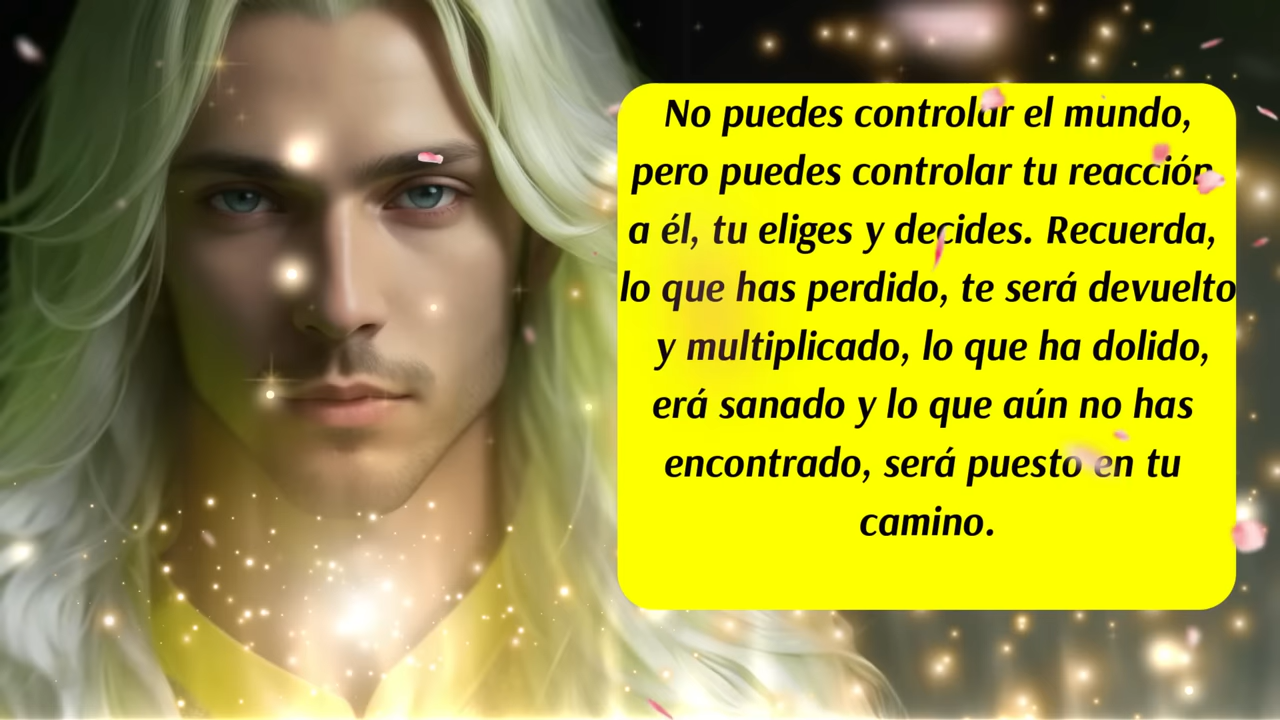 No puedes controlar el mundo,
pero puedes controlar tu reacción
a él, tu eliges y decides. Recuerda,
lo que has perdido, te será devuelto
y multiplicado, lo que ha dolido,
erá sanado y lo que aún no has
encontrado, será puesto en tu
camino.